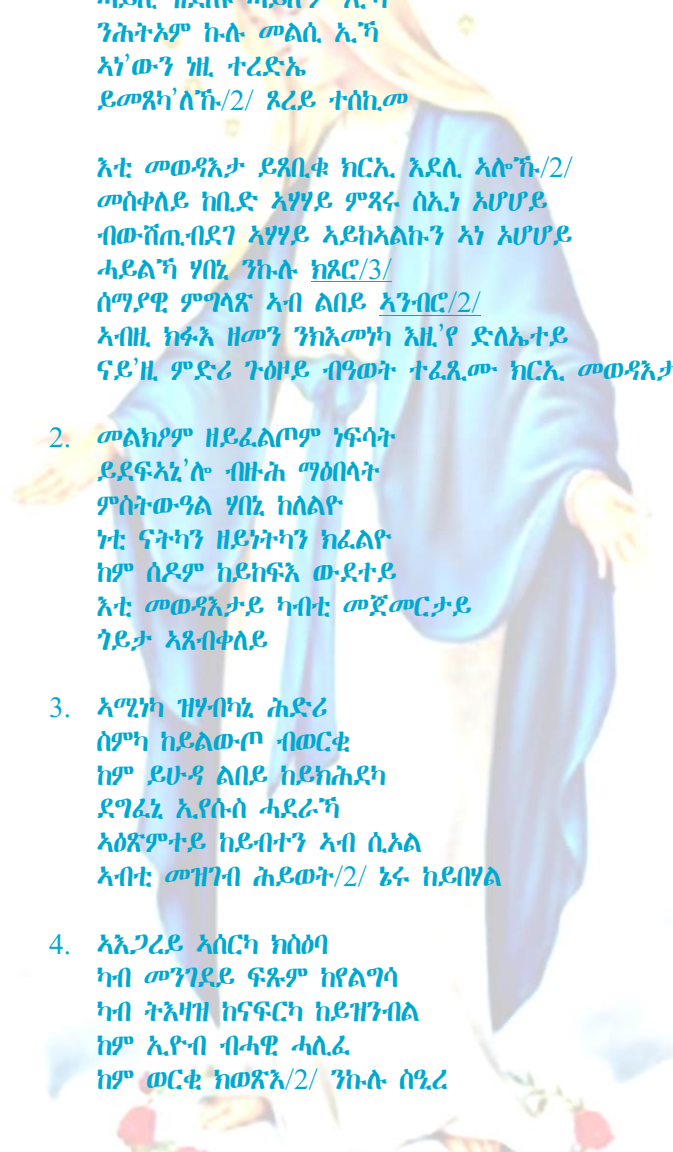 ንሕትኦም ኩሉ መልሲ ኢኻ
ኣነ'ውን ነዚ ተረድኤ
ይመጸካ'ለኹ/2/ ጾረይ ተሰኪመ
እቲ መወዳእታ ይጸቢቁ ክርኢ እደሊ ኣሎኹ/2/
መስቀለይ ከቢድ ኣሃሃይ ምጻሩ ስኢነ ኦሆሆይ
ብውሽጢብደገ ኣሃሃይ ኣይከኣልኩን ኣነ ኦሆሆይ
ሓይልኻ ሃበኒ ንኩሉ ክጾሮ/3/
ሰማያዊ ምግላጽ ኣብ ልበይ ኣንብሮ/2/
ኣብዚ ክፉእ ዘመን ንክእመነካ እዚ'የ ድለኤተይ
ናይ'ዚ ምድሪ ጉዕዞይ ብዓወት ተፈጺሙ ክርኢ መወዳእታ
2. መልክዖም ዘይፈልጦም ነፍሳት
ይደፍኣኒ'ሎ ብዙሕ ማዕበላት
ምስትውዓል ሃበኒ ከለልዮ
ነቲ ናትካን ዘይነትካን ክፈልዮ
ከም ሰዶም ከይከፍእ ውደተይ
እቲ መወዳእታይ ካብቲ መጀመርታይ
ጎይታ ኣጸብቀለይ
3. ኣሚነካ ዝሃብካኒ ሕድሪ
ስምካ ከይልውጦ ብወርቂ
ከም ይሁዳ ልበይ ከይክሕደካ
ደግፈኒ ኢየሱስ ሓደራኻ
ኣዕጽምተይ ከይብተን ኣብ ሲኦል
ኣብቲ መዝገብ ሕይወት/2/ ኔሩ ከይበሃል
4. ኣእጋረይ ኣሰርካ ክስዕባ
ካብ መንገደይ ፍጹም ከየልግሳ
ካብ ትእዛዝ ከናፍርካ ከይዝንብል
ከም ኢዮብ ብሓዊ ሓሊፈ
ከም ወርቂ ክወጽእ/2/ ንኩሉ ስዒረ